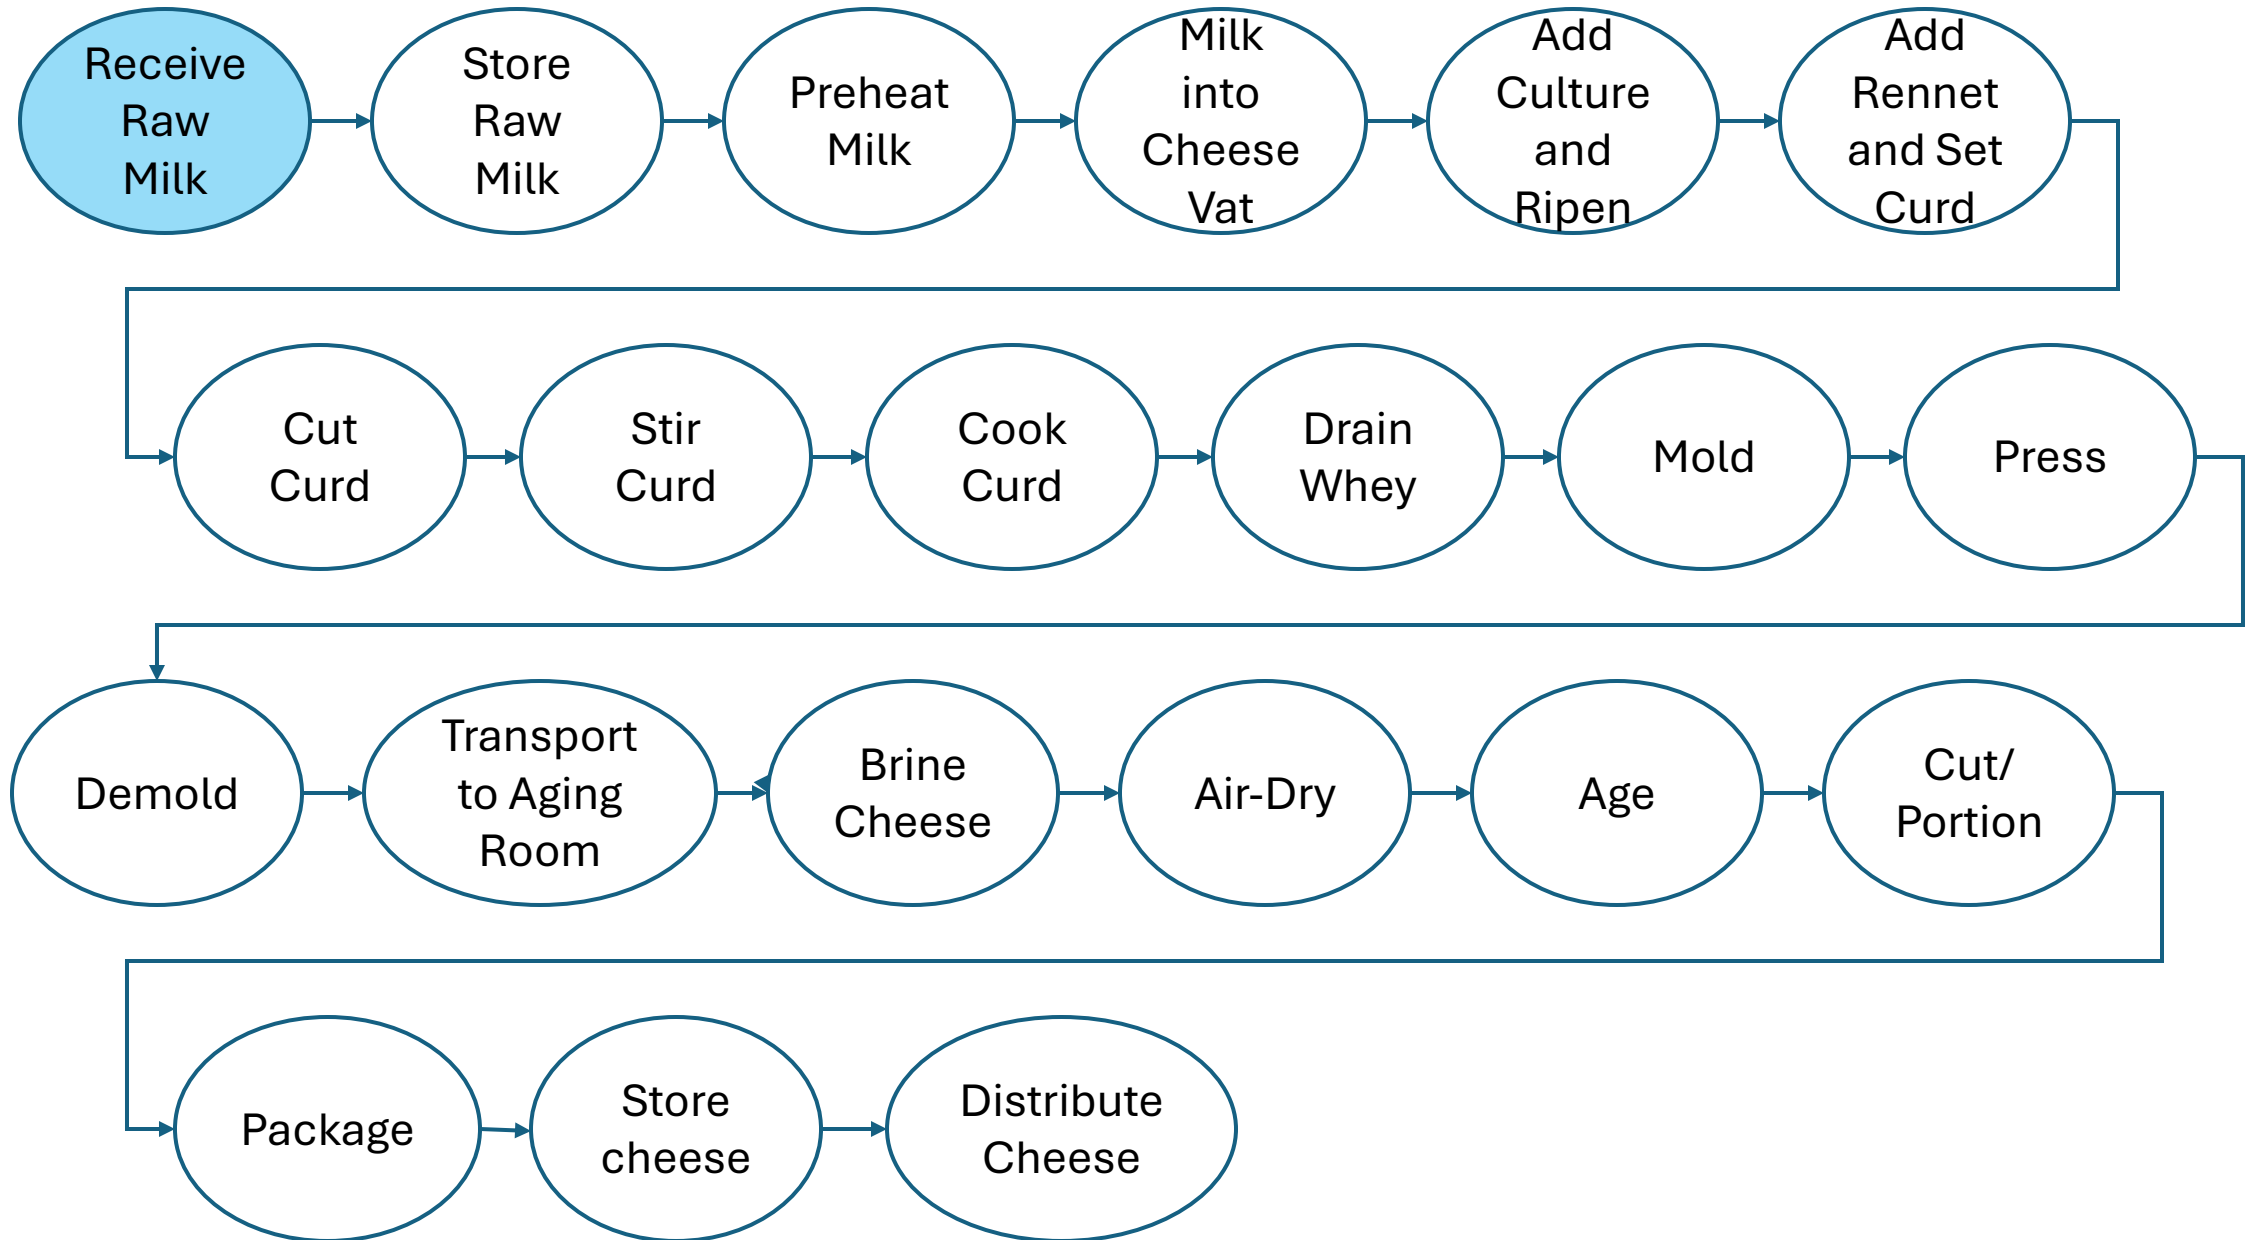 Receive
Raw
Milk
Store
Raw
Milk
Preheat
Milk
Milk
into
Cheese
Vat
Add
Culture
and
Ripen
Add
Rennet
and Set
Curd
Cut
Curd
Stir
Curd
Cook
Curd
Drain
Whey
Mold
Press
Demold
Transport
to Aging
Room
Brine
Cheese
Air-Dry
Age
Cut/
Portion
Package
Store
cheese
Distribute
Cheese